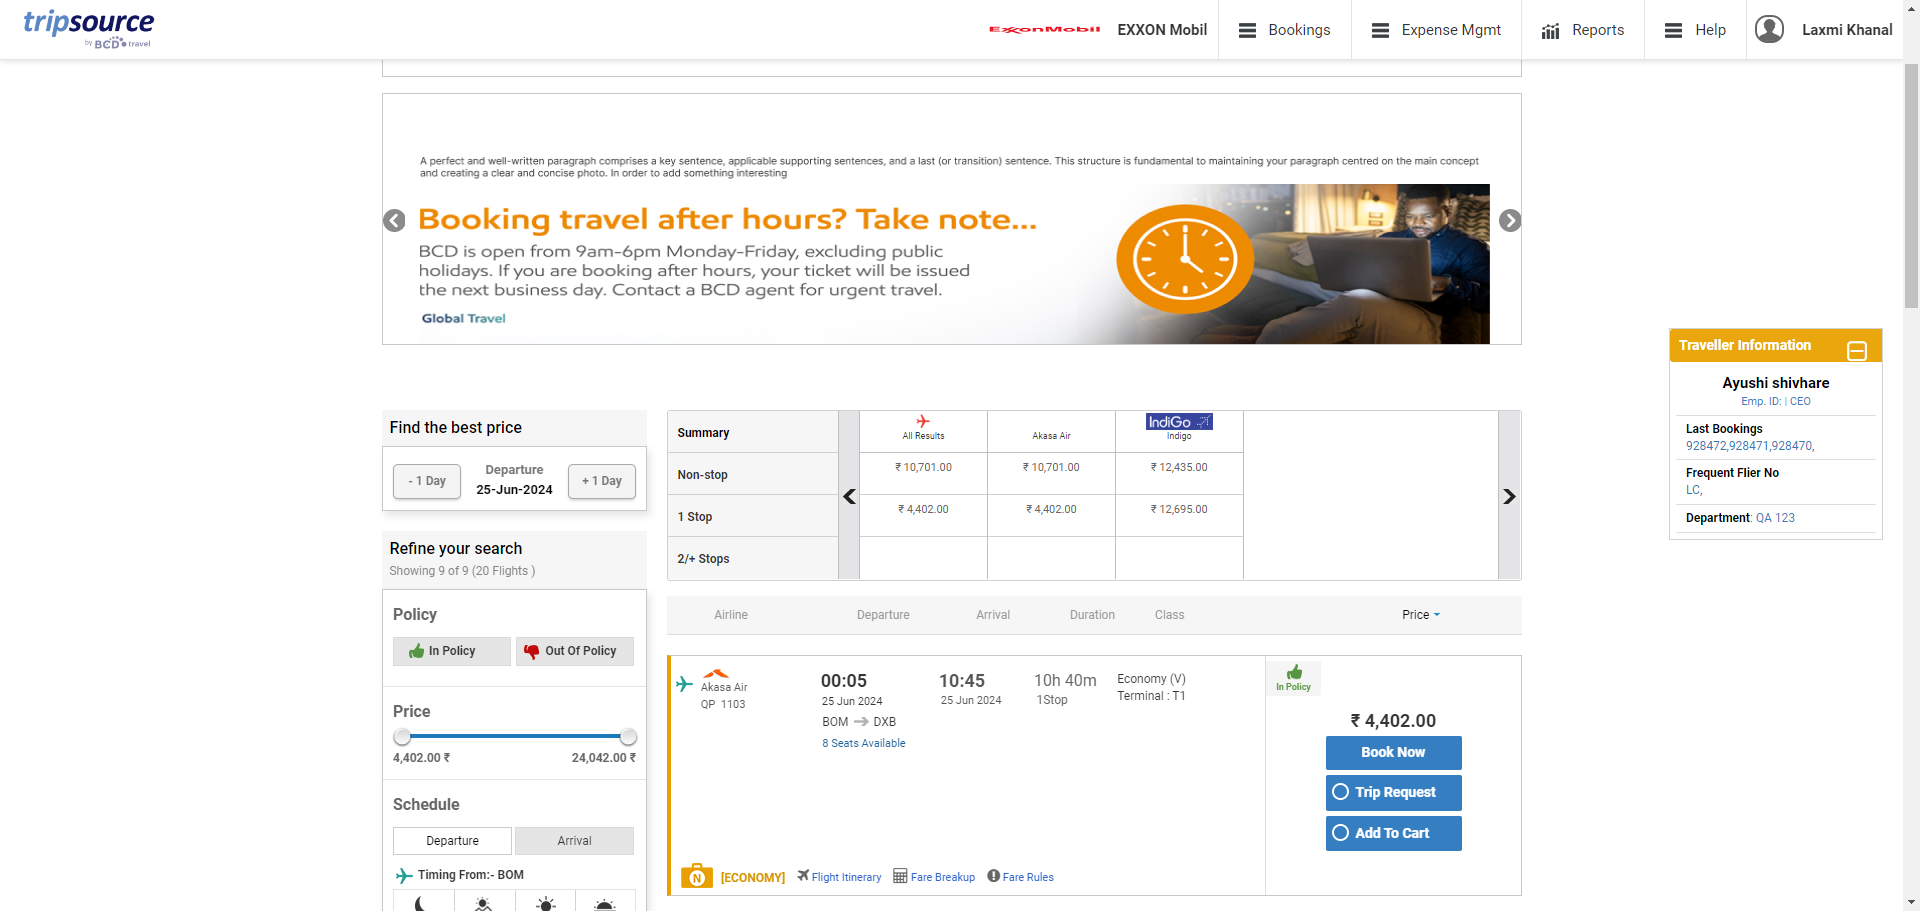 tripsource
by BCD travel
ExxonMobil
EXXON Mobil
Bookings
Expense Mgmt
Reports
Help
Laxmi Khanal
A perfect and well-written paragraph comprises a key sentence, applicable supporting sentences, and a last (or transition) sentence. This structure is fundamental to maintaining your paragraph centred on the main concept
and creating a clear and concise photo. In order to add something interesting
Booking travel after hours? Take note...
BCD is open from 9am-6pm Monday-Friday, excluding public
holidays. If you are booking after hours, your ticket will be issued
the next business day. Contact a BCD agent for urgent travel.
Global Travel
Traveller Information
Ayushi shivhare
Emp. ID: | CEO
Last Bookings
928472,928471,928470,
Frequent Flier No
LC,
Department: QA 123
Find the best price
- 1 Day
Departure
25-Jun-2024
+ 1 Day
Refine your search
Showing 9 of 9 (20 Flights )
Policy
In Policy
Out Of Policy
Price
4,402.00 ₹
24,042.00 ₹
Schedule
Departure
Arrival
Timing From:- BOM
Summary
All Results
Akasa Air
IndiGo
Indigo
Non-stop
₹ 10,701.00
₹ 10,701.00
₹ 12,435.00
1 Stop
₹ 4,402.00
₹ 4,402.00
₹ 12,695.00
2/+ Stops
Airline
Departure
Arrival
Duration
Class
Price
Akasa Air
QP 1103
00:05
25 Jun 2024
BOM
DXB
8 Seats Available
10:45
25 Jun 2024
10h 40m
1Stop
Economy (V)
Terminal : T1
In Policy
₹ 4,402.00
Book Now
Trip Request
Add To Cart
N
[ECONOMY]
Flight Itinerary
Fare Breakup
Fare Rules